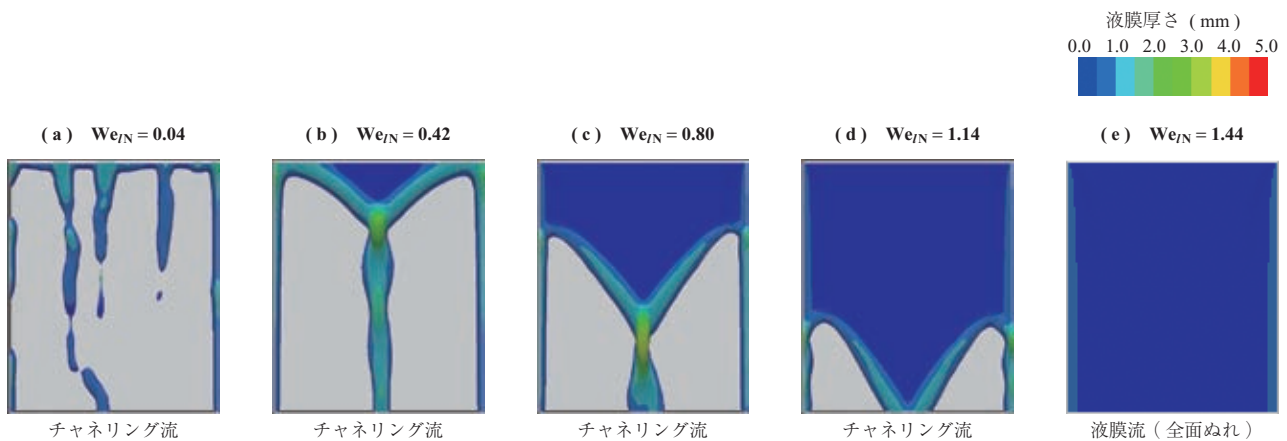 液膜厚さ ( mm )
0.0 1.0 2.0 3.0 4.0 5.0
( a ) We_lN = 0.04
( b ) We_lN = 0.42
( c ) We_lN = 0.80
( d ) We_lN = 1.14
( e ) We_lN = 1.44
チャネリング流
チャネリング流
チャネリング流
チャネリング流
液膜流 ( 全面ぬれ )